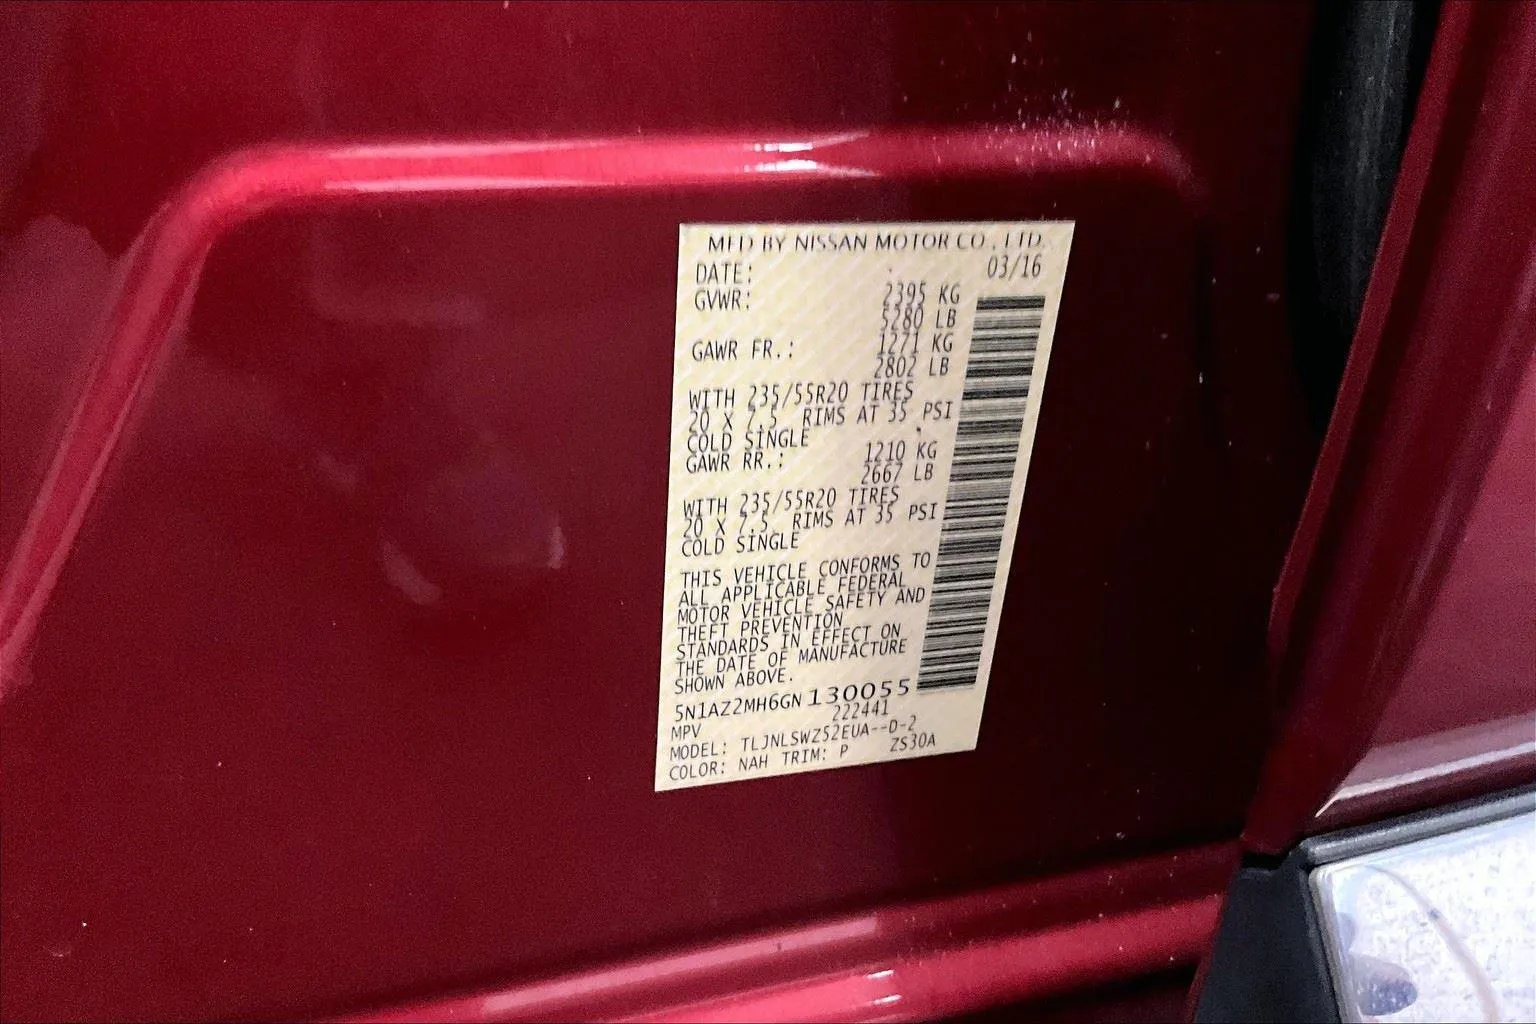 MFD BY NISSAN MOTOR CO., LTD.
DATE: 03/16
GVWR: 2395 KG
5280 LB
GAWR FR.: 1271 KG
2802 LB
WITH 235/55R20 TIRES
20 X 7.5 RIMS AT 35 PSI
COLD SINGLE
GAWR RR.: 1210 KG
2667 LB
WITH 235/55R20 TIRES
20 X 7.5 RIMS AT 35 PSI
COLD SINGLE
THIS VEHICLE CONFORMS TO
ALL APPLICABLE FEDERAL
MOTOR VEHICLE SAFETY AND
THEFT PREVENTION
STANDARDS IN EFFECT ON
THE DATE OF MANUFACTURE
SHOWN ABOVE.
5N1AZ2MH6GN130055
MPV 222441
MODEL: TLJNLSWZ52EUA--D-2
COLOR: NAH TRIM: P ZS30A